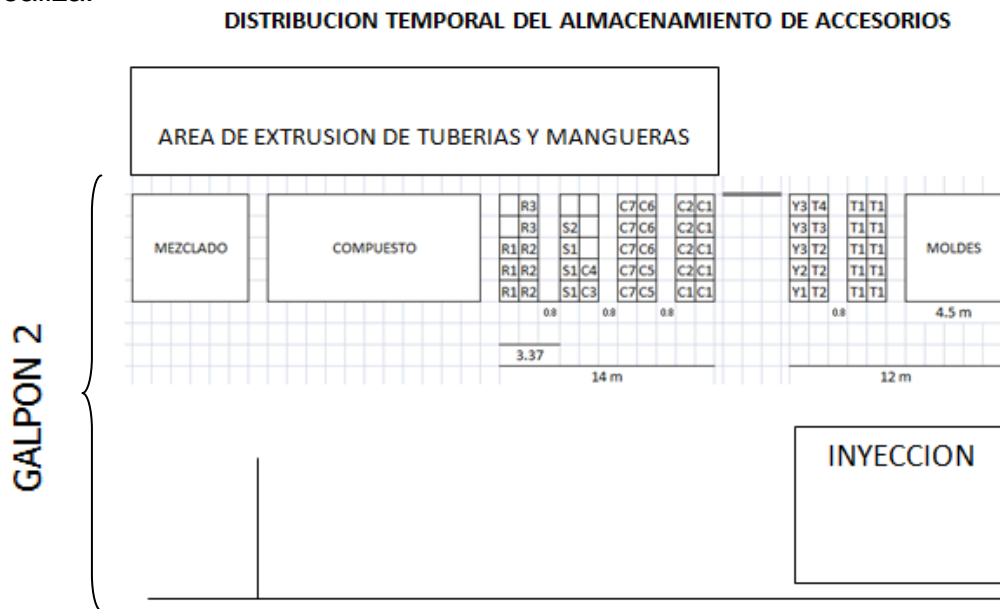 DISTRIBUCION TEMPORAL DEL ALMACENAMIENTO DE ACCESORIOS
AREA DE EXTRUSION DE TUBERIAS Y MANGUERAS
GALPON 2
R3 C7 C6 C2 C1 Y3 T4 T1 T1
R3 S2 C7 C6 C2 C1 Y3 T3 T1 T1
MEZCLADO COMPUESTO R1 R2 S1 C7 C6 C2 C1 Y3 T2 T1 T1 MOLDES
R1 R2 S1 C4 C7 C5 C2 C1 Y2 T2 T1 T1
R1 R2 S1 C3 C7 C5 C1 C1 Y1 T2 T1 T1
0.8 0.8 0.8 0.8 4.5 m
3.37
14 m 12 m
INYECCION